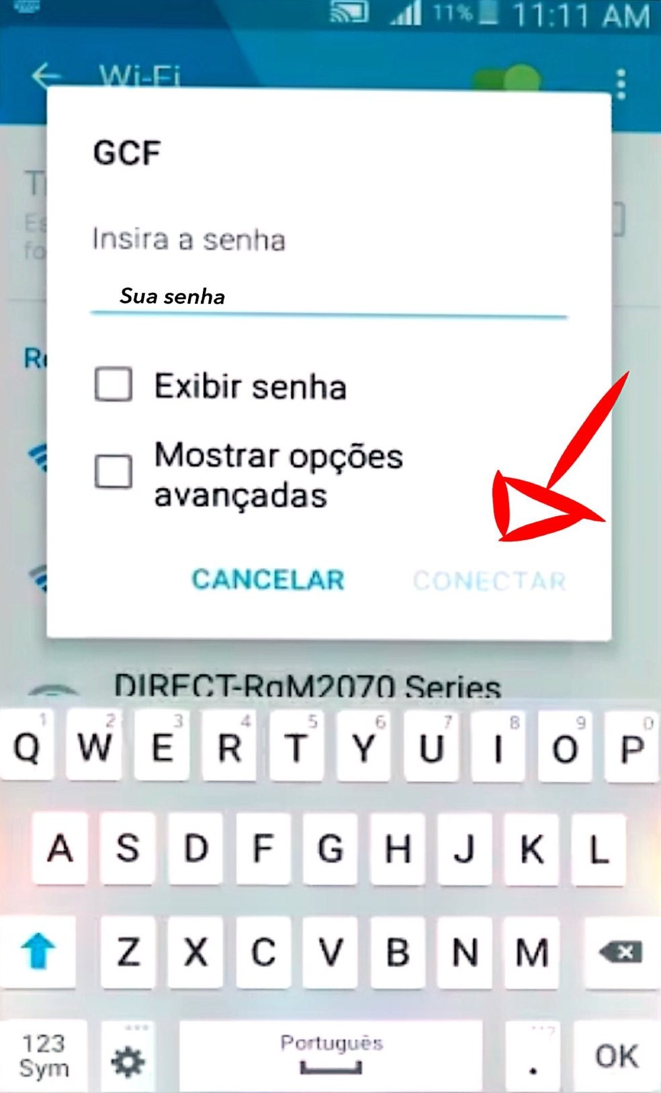 11% 11:11 AM
Wi-Fi
GCF
Insira a senha
Sua senha
Exibir senha
Mostrar opções
avançadas
CANCELAR CONECTAR
DIRECT-RqM2070 Series
1 2 3 4 5 6 7 8 9 0
Q W E R T Y U I O P
A S D F G H J K L
Z X C V B N M
123
Sym
Português
. OK